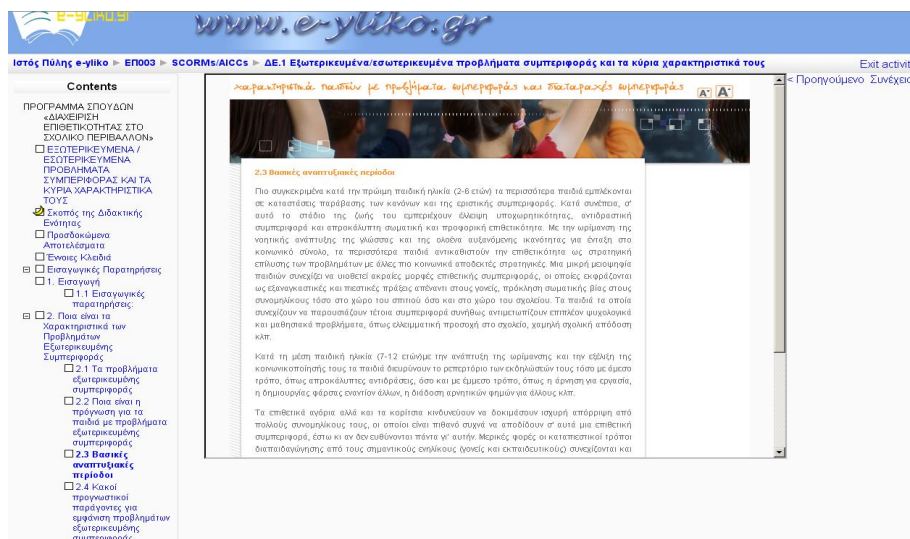 e-yliko.gr
www.e-yliko.gr
Ιστός Πύλης e-yliko ► ΕΠ003 ► SCORMs/AICCs ► ΔΕ.1 Εξωτερικευμένα/εσωτερικευμένα προβλήματα συμπεριφοράς και τα κύρια χαρακτηριστικά τους
Exit activit
< Προηγούμενο Συνέχεις
Contents
ΠΡΟΓΡΑΜΜΑ ΣΠΟΥΔΩΝ
«ΔΙΑΧΕΙΡΙΣΗ
ΕΠΙΘΕΤΙΚΟΤΗΤΑΣ ΣΤΟ
ΣΧΟΛΙΚΟ ΠΕΡΙΒΑΛΛΟΝ»
ΕΞΩΤΕΡΙΚΕΥΜΕΝΑ /
ΕΣΩΤΕΡΙΚΕΥΜΕΝΑ
ΠΡΟΒΛΗΜΑΤΑ
ΣΥΜΠΕΡΙΦΟΡΑΣ ΚΑΙ ΤΑ
ΚΥΡΙΑ ΧΑΡΑΚΤΗΡΙΣΤΙΚΑ
ΤΟΥΣ
Σκοπός της Διδακτικής
Ενότητας
Προσδοκώμενα
Αποτελέσματα
Έννοιες Κλειδιά
Εισαγωγικές Παρατηρήσεις
1. Εισαγωγή
1.1 Εισαγωγικές
παρατηρήσεις:
2. Ποια είναι τα
Χαρακτηριστικά των
Προβλημάτων
Εξωτερικευμένης
Συμπεριφοράς
2.1 Τα προβλήματα
εξωτερικευμένης
συμπεριφοράς
2.2 Ποια είναι η
πρόγνωση για τα
παιδιά με προβλήματα
εξωτερικευμένης
συμπεριφοράς
2.3 Βασικές
αναπτυξιακές
περίοδοι
2.4 Κακοί
προγνωστικοί
παράγοντες για
εμφάνιση προβλημάτων
εξωτερικευμένης
συμπεριφοράς
χαρακτηριστικά παιδιών με προβλήματα συμπεριφοράς και διαταραχές συμπεριφοράς
A- A+
2.3 Βασικές αναπτυξιακές περίοδοι
Πιο συγκεκριμένα κατά την πρώιμη παιδική ηλικία (2-6 ετών) τα περισσότερα παιδιά εμπλέκονται
σε καταστάσεις παράβασης των κανόνων και της εριστικής συμπεριφοράς. Κατά συνέπεια, σ'
αυτό το στάδιο της ζωής του εμπεριέχουν έλλειψη υποχωρητικότητας, αντιδραστική
συμπεριφορά και απροκάλυπτη σωματική και προφορική επιθετικότητα. Με την ωρίμανση της
νοητικής ανάπτυξης της γλώσσας και της ολοένα αυξανόμενης ικανότητας για ένταξη στο
κοινωνικό σύνολο, τα περισσότερα παιδιά αντικαθιστούν την επιθετικότητα ως στρατηγική
επίλυσης των προβλημάτων με άλλες πιο κοινωνικά αποδεκτές στρατηγικές. Μια μικρή μειοψηφία
παιδιών συνεχίζει να υιοθετεί ακραίες μορφές επιθετικής συμπεριφοράς, οι οποίες εκφράζονται
ως εξαναγκαστικές και πιεστικές πράξεις απέναντι στους γονείς, πρόκληση σωματικής βίας στους
συνομηλίκους τόσο στο χώρο του σπιτιού όσο και στο χώρο του σχολείου. Τα παιδιά τα οποία
συνεχίζουν να παρουσιάζουν τέτοια συμπεριφορά συνήθως αντιμετωπίζουν επιπλέον ψυχολογικά
και μαθησιακά προβλήματα, όπως ελλειμματική προσοχή στο σχολείο, χαμηλή σχολική απόδοση
κλπ.
Κατά τη μέση παιδική ηλικία (7-12 ετών)με την ανάπτυξη της ωρίμανσης και την εξέλιξη της
κοινωνικοποίησής τους τα παιδιά διευρύνουν το ρεπερτόριο των εκδηλώσεών τους τόσο με άμεσο
τρόπο, όπως απροκάλυπτες αντιδράσεις, όσο και με έμμεσο τρόπο, όπως η άρνηση για εργασία,
η δημιουργίας φάρσας εναντίον άλλων, η διάδοση αρνητικών φημών για άλλους κλπ.
Τα επιθετικά αγόρια αλλά και τα κορίτσια κινδυνεύουν να δοκιμάσουν ισχυρή απόρριψη από
πολλούς συνομηλίκους τους, οι οποίοι είναι πιθανό συχνά να αποδίδουν σ' αυτά μια επιθετική
συμπεριφορά, έστω κι αν δεν ευθύνονται πάντα γι' αυτήν. Μερικές φορές οι καταπιεστικοί τρόποι
διαπαιδαγώγησης από τους σημαντικούς ενηλίκους (γονείς και εκπαιδευτικούς) συνεχίζονται και